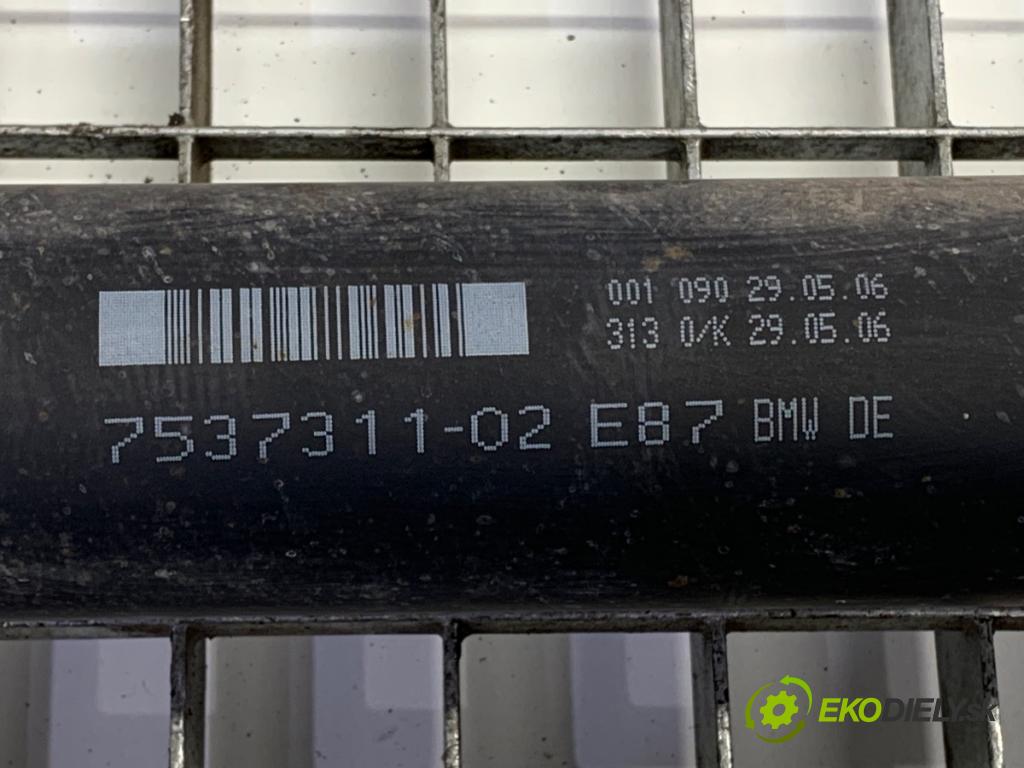 001 090 29.05.06
313 0/K 29.05.06
7537311-02 E87 BMW DE
EKODIELY.SK